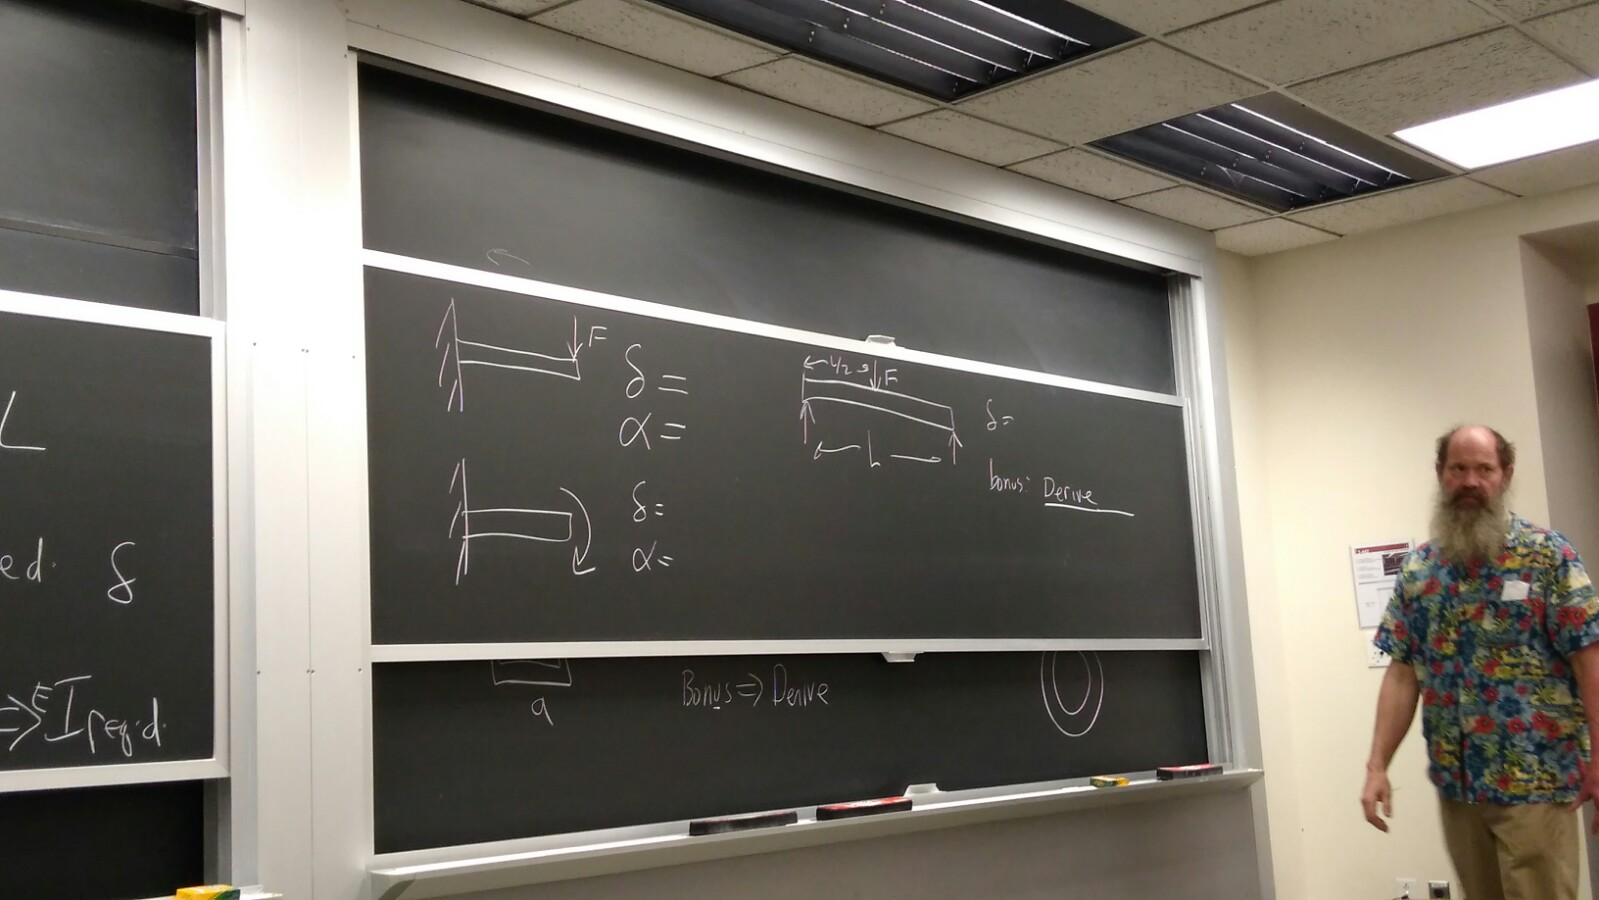 L
ed. δ
⇒ EI req'd.
F
δ =
α =
δ =
α =
L/2
F
L
δ =
bonus: Derive
a
Bonus ⇒ Derive